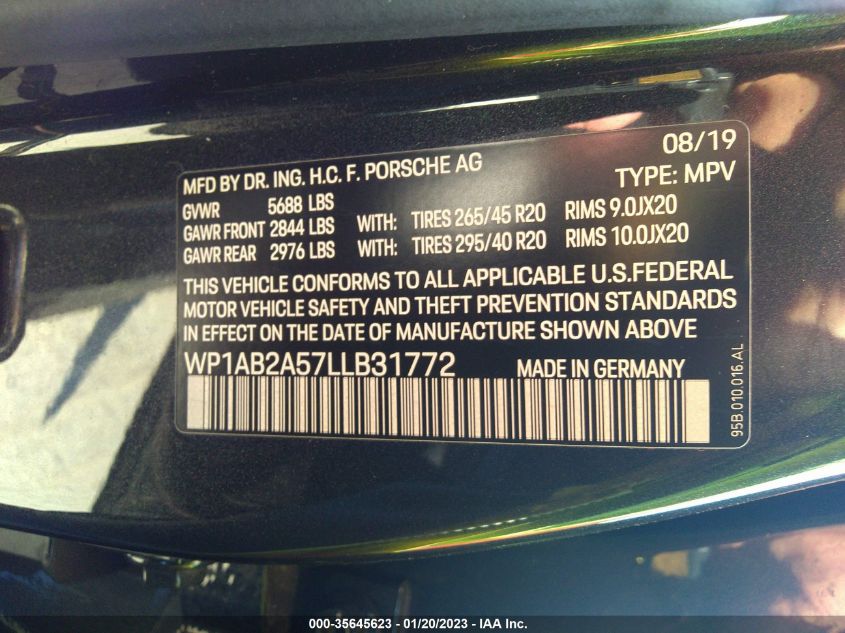 08/19
MFD BY DR. ING. H.C. F. PORSCHE AG TYPE: MPV
GVWR 5688 LBS
GAWR FRONT 2844 LBS WITH: TIRES 265/45 R20 RIMS 9.0JX20
GAWR REAR 2976 LBS WITH: TIRES 295/40 R20 RIMS 10.0JX20
THIS VEHICLE CONFORMS TO ALL APPLICABLE U.S.FEDERAL
MOTOR VEHICLE SAFETY AND THEFT PREVENTION STANDARDS
IN EFFECT ON THE DATE OF MANUFACTURE SHOWN ABOVE
WP1AB2A57LLB31772 MADE IN GERMANY
95B.010.016.AL
000-35645623 - 01/20/2023 - IAA Inc.